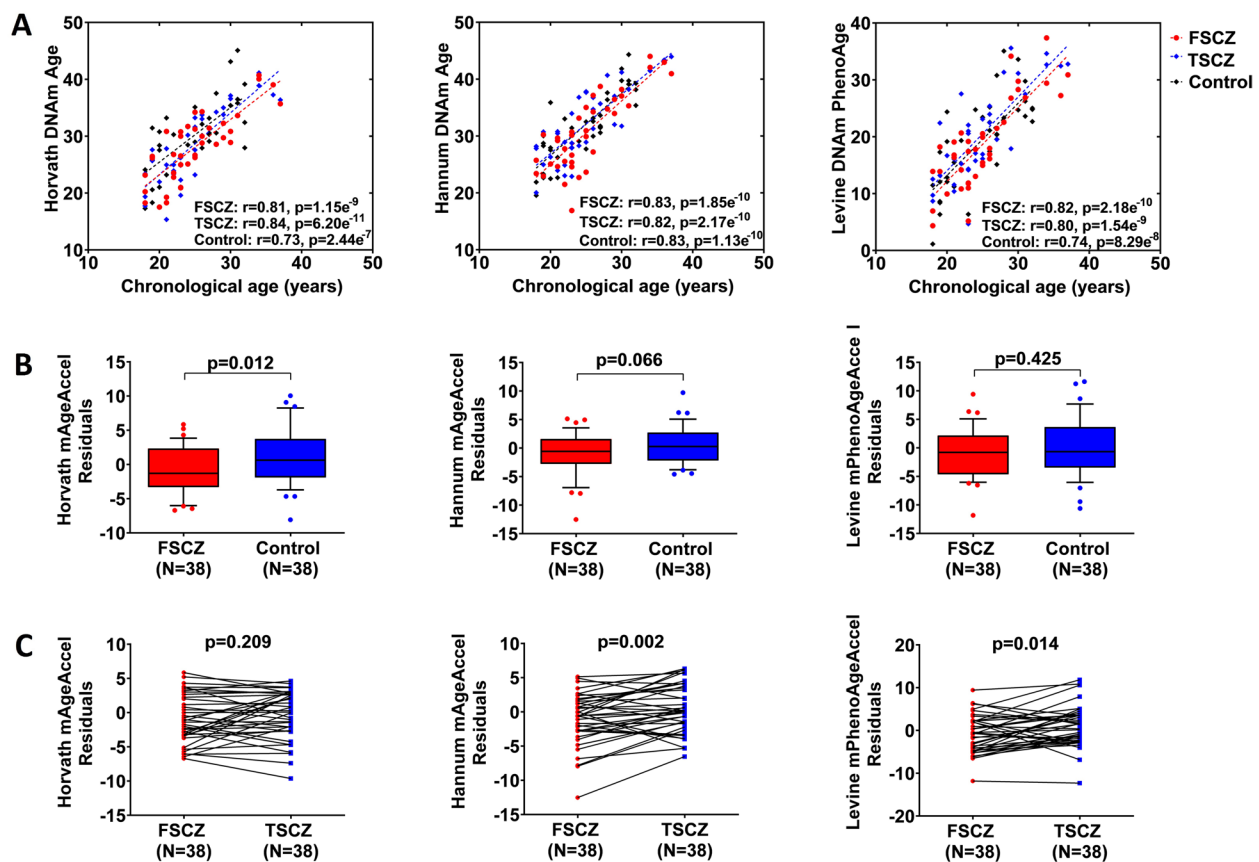 A
Horvath DNAm Age
50
40
30
20
10
10 20 30 40 50
Chronological age (years)
FSCZ: r=0.81, p=1.15e-9
TSCZ: r=0.84, p=6.20e-11
Control: r=0.73, p=2.44e-7
Hannum DNAm Age
50
40
30
20
10
10 20 30 40 50
Chronological age (years)
FSCZ: r=0.83, p=1.85e-10
TSCZ: r=0.82, p=2.17e-10
Control: r=0.83, p=1.13e-10
Levine DNAm PhenoAge
40
30
20
10
0
10 20 30 40 50
Chronological age (years)
FSCZ: r=0.82, p=2.18e-10
TSCZ: r=0.80, p=1.54e-9
Control: r=0.74, p=8.29e-8
FSCZ
TSCZ
Control
B
Horvath mAgeAccel
Residuals
15
10
5
0
-5
-10
p=0.012
FSCZ Control
(N=38) (N=38)
Hannum mAgeAccel
Residuals
15
10
5
0
-5
-10
-15
p=0.066
FSCZ Control
(N=38) (N=38)
Levine mPhenoAgeAcce l
Residuals
15
10
5
0
-5
-10
-15
p=0.425
FSCZ Control
(N=38) (N=38)
C
Horvath mAgeAccel
Residuals
10
5
0
-5
-10
-15
p=0.209
FSCZ TSCZ
(N=38) (N=38)
Hannum mAgeAccel
Residuals
10
5
0
-5
-10
-15
p=0.002
FSCZ TSCZ
(N=38) (N=38)
Levine mPhenoAgeAccel
Residuals
20
10
0
-10
-20
p=0.014
FSCZ TSCZ
(N=38) (N=38)